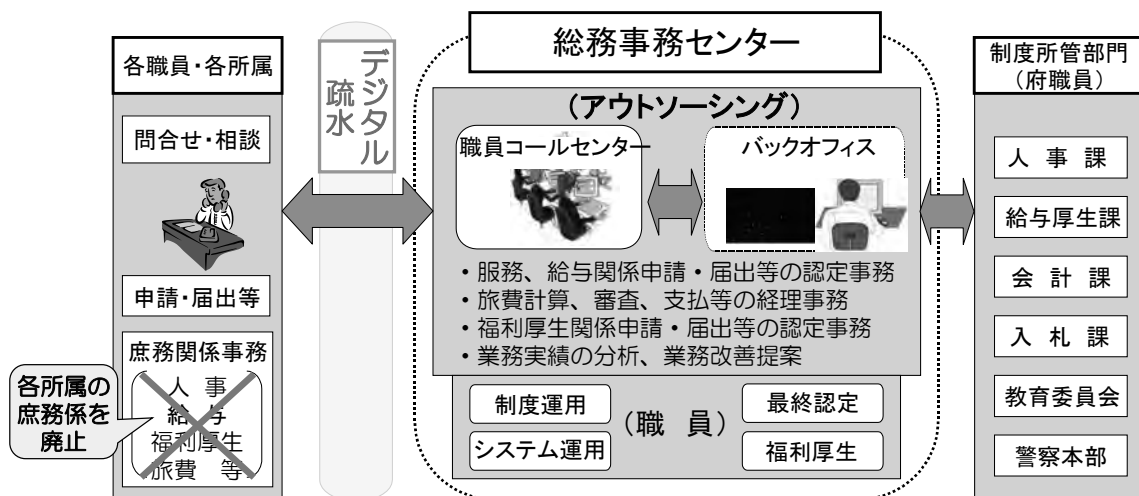 各職員・各所属
問合せ・相談
申請・届出等
庶務関係事務
人　事
給　与
福利厚生
旅費　等
各所属の
庶務係を
廃止
デジタル
疏水
総務事務センター
（アウトソーシング）
職員コールセンター
バックオフィス
・服務、給与関係申請・届出等の認定事務
・旅費計算、審査、支払等の経理事務
・福利厚生関係申請・届出等の認定事務
・業務実績の分析、業務改善提案
制度運用
システム運用
（職　員）
最終認定
福利厚生
制度所管部門
（府職員）
人　事　課
給与厚生課
会　計　課
入　札　課
教育委員会
警察本部